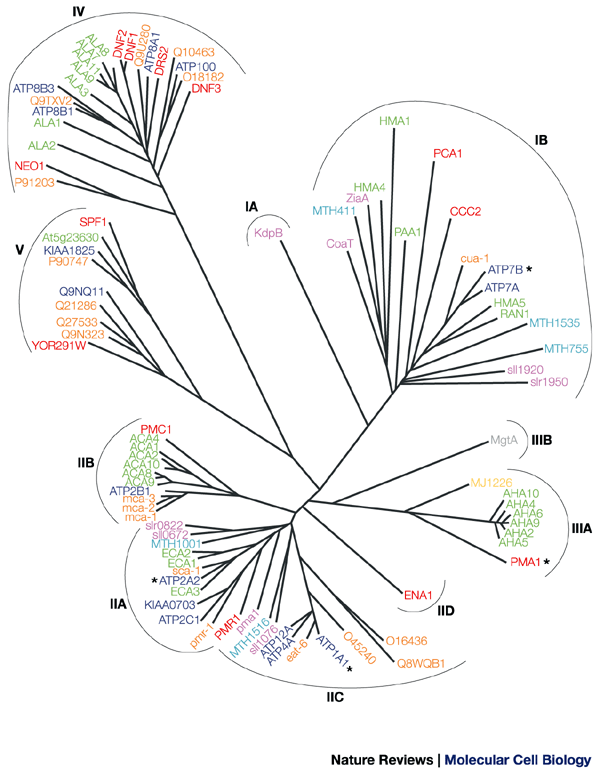 IV
ALA8
ALA7
ALA11
ALA9
ALA3
DNF2
DNF1
Q9U280
ATP8A1
DRS2
Q10463
ATP100
O18182
DNF3
ATP8B3
Q9TXV2
ATP8B1
ALA1
ALA2
NEO1
P91203
V
SPF1
At5g23630
KIAA1825
P90747
Q9NQ11
Q21286
Q27533
Q9N323
YOR291W
IA
KdpB
IB
HMA1
PCA1
HMA4
ZiaA
MTH411
CoaT
PAA1
CCC2
cua-1
ATP7B *
ATP7A
HMA5
RAN1
MTH1535
MTH755
sll1920
slr1950
IIIB
MgtA
IIIA
MJ1226
AHA10
AHA4
AHA6
AHA9
AHA2
AHA5
PMA1 *
IID
ENA1
IIB
PMC1
ACA4
ACA1
ACA2
ACA10
ACA8
ACA9
ATP2B1
mca-3
mca-2
mca-1
IIA
slr0822
sll0672
MTH1001
ECA2
ECA1
sca-1
* ATP2A2
ECA3
KIAA0703
ATP2C1
pmr-1
PMR1
pma1
MTH1516
sll1076
ATP12A
ATP4A
eat-6
ATP1A1 *
O45240
O16436
Q8WQB1
IIC
Nature Reviews | Molecular Cell Biology